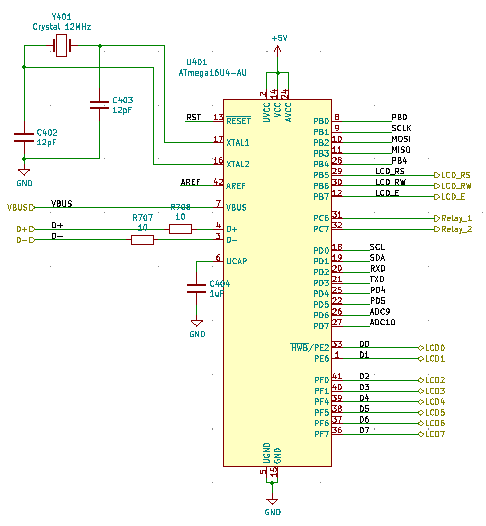 Y401
Crystal 12MHz
+5V
U401
ATmega16U4-AU
C403
12pF
C402
12pF
GND
UVCC
VCC
AVCC
2
14
24
RST 13 RESET
17 XTAL1
16 XTAL2
AREF 42 AREF
VBUS VBUS 7 VBUS
R708
10
D+ D+ 4 D+
R707
10
D- D- 3 D-
6 UCAP
C404
1uF
GND
PB0 8 PB0
PB1 9 SCLK
PB2 10 MOSI
PB3 11 MISO
PB4 28 PB4
PB5 29 LCD_RS LCD_RS
PB6 30 LCD_RW LCD_RW
PB7 12 LCD_E LCD_E
PC6 31 Relay_1
PC7 32 Relay_2
PD0 18 SCL
PD1 19 SDA
PD2 20 RXD
PD3 21 TXD
PD4 25 PD4
PD5 22 PD5
PD6 26 ADC9
PD7 27 ADC10
HWB/PE2 33 D0 LCD0
PE6 1 D1 LCD1
PF0 41 D2 LCD2
PF1 40 D3 LCD3
PF4 39 D4 LCD4
PF5 38 D5 LCD5
PF6 37 D6 LCD6
PF7 36 D7 LCD7
UGND
GND
5
15
GND